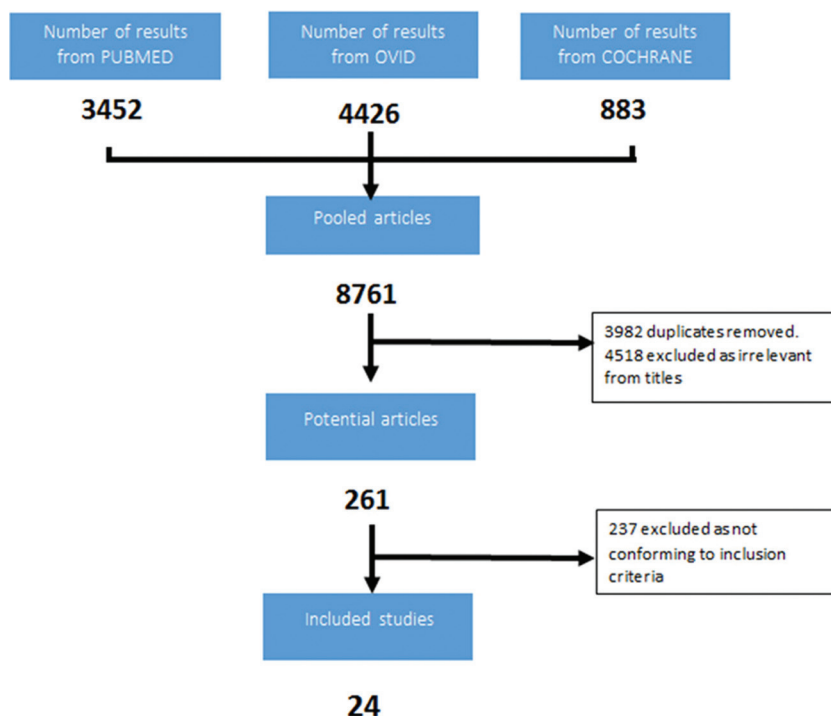 Number of results
from PUBMED
Number of results
from OVID
Number of results
from COCHRANE
3452
4426
883
Pooled articles
8761
3982 duplicates removed.
4518 excluded as irrelevant
from titles
Potential articles
261
237 excluded as not
conforming to inclusion
criteria
Included studies
24